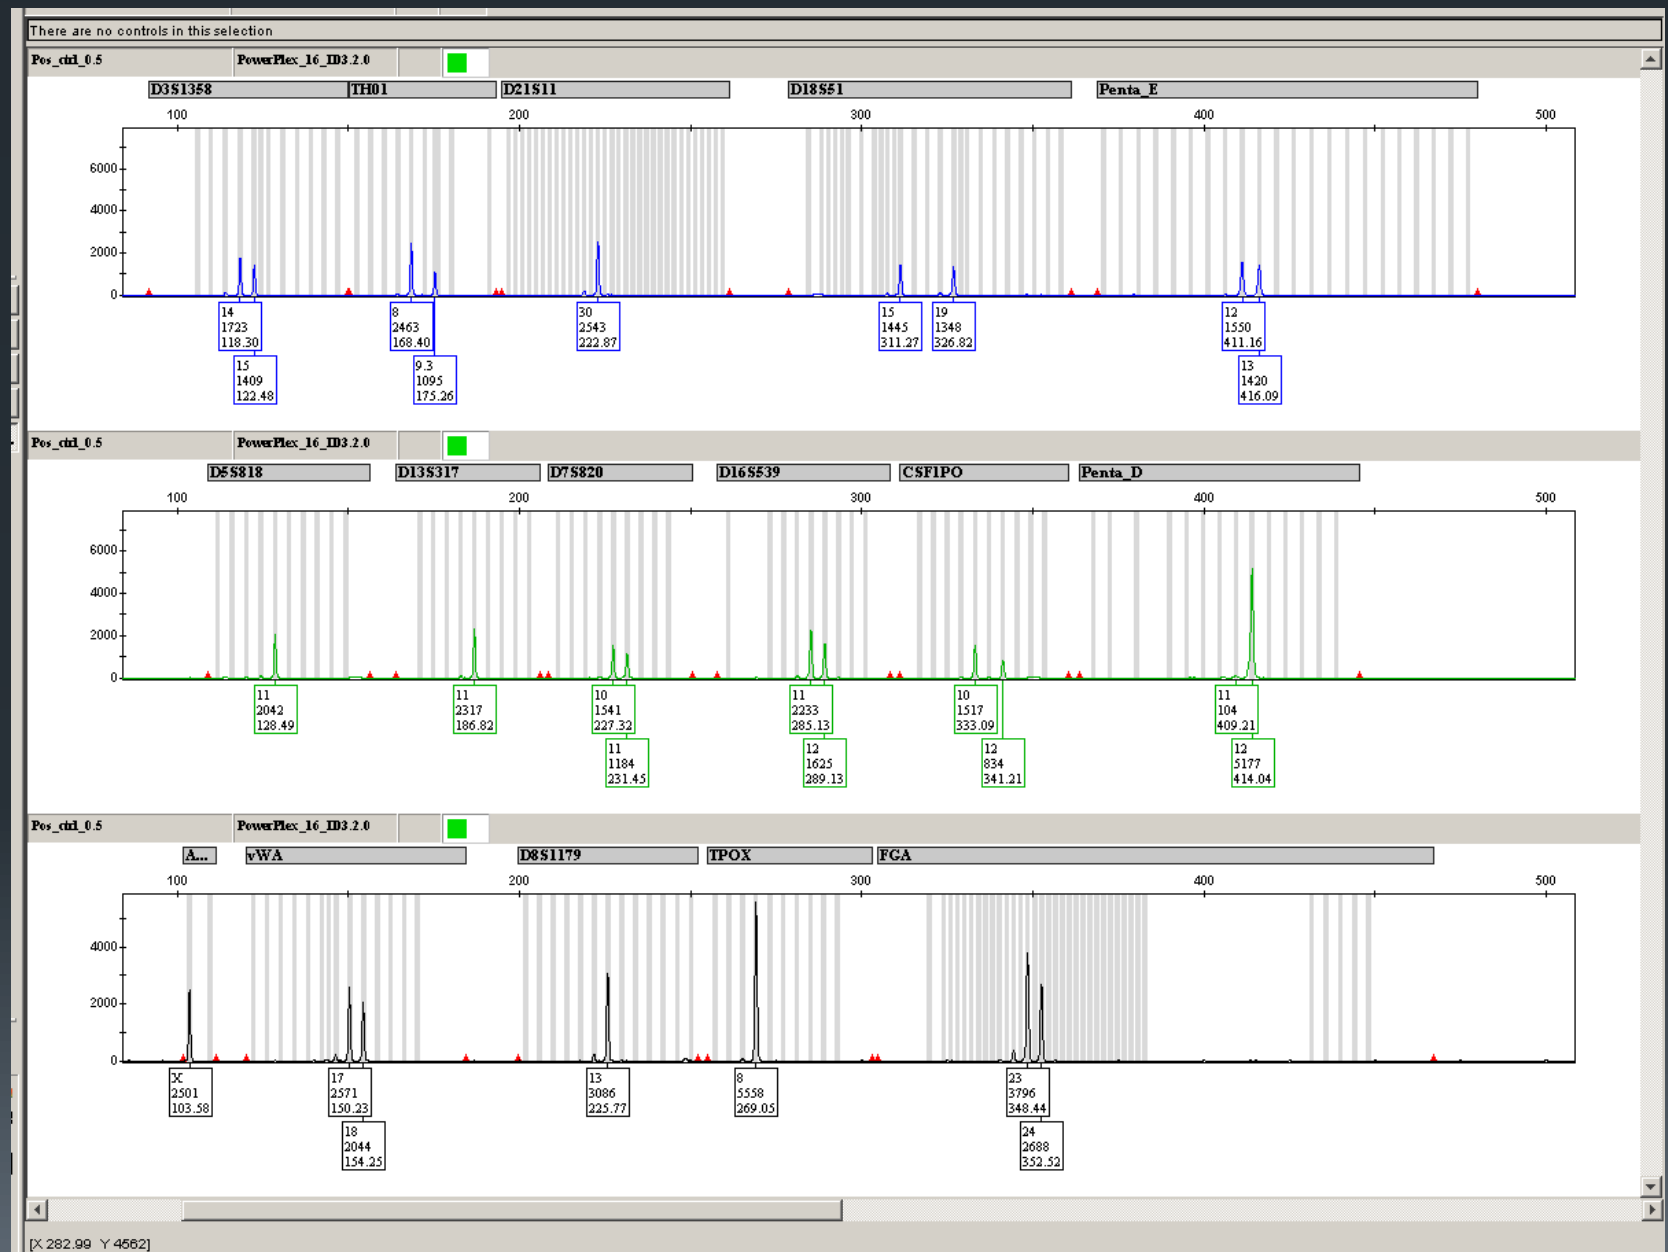 There are no controls in this selection
Pos_ctrl_0.5 PowerPlex_16_ID3.2.0
D3S1358 TH01 D21S11 D18S51 Penta_E
100 200 300 400 500
6000
4000
2000
0
14 8 30 15 19 12
1723 2463 2543 1445 1348 1550
118.30 168.40 222.87 311.27 326.82 411.16
15 9.3 13
1409 1095 1420
122.48 175.26 416.09
Pos_ctrl_0.5 PowerPlex_16_ID3.2.0
D5S818 D13S317 D7S820 D16S539 CSF1PO Penta_D
100 200 300 400 500
6000
4000
2000
0
11 11 10 11 10 11
2042 2317 1541 2233 1517 104
128.49 186.82 227.32 285.13 333.09 409.21
11 12 12 12
1184 1625 834 5177
231.45 289.13 341.21 414.04
Pos_ctrl_0.5 PowerPlex_16_ID3.2.0
A... vWA D8S1179 TPOX FGA
100 200 300 400 500
4000
2000
0
X 17 13 8 23
2501 2571 3086 5558 3796
103.58 150.23 225.77 269.05 348.44
18 24
2044 2688
154.25 352.52
[X 282.99 Y 4562]